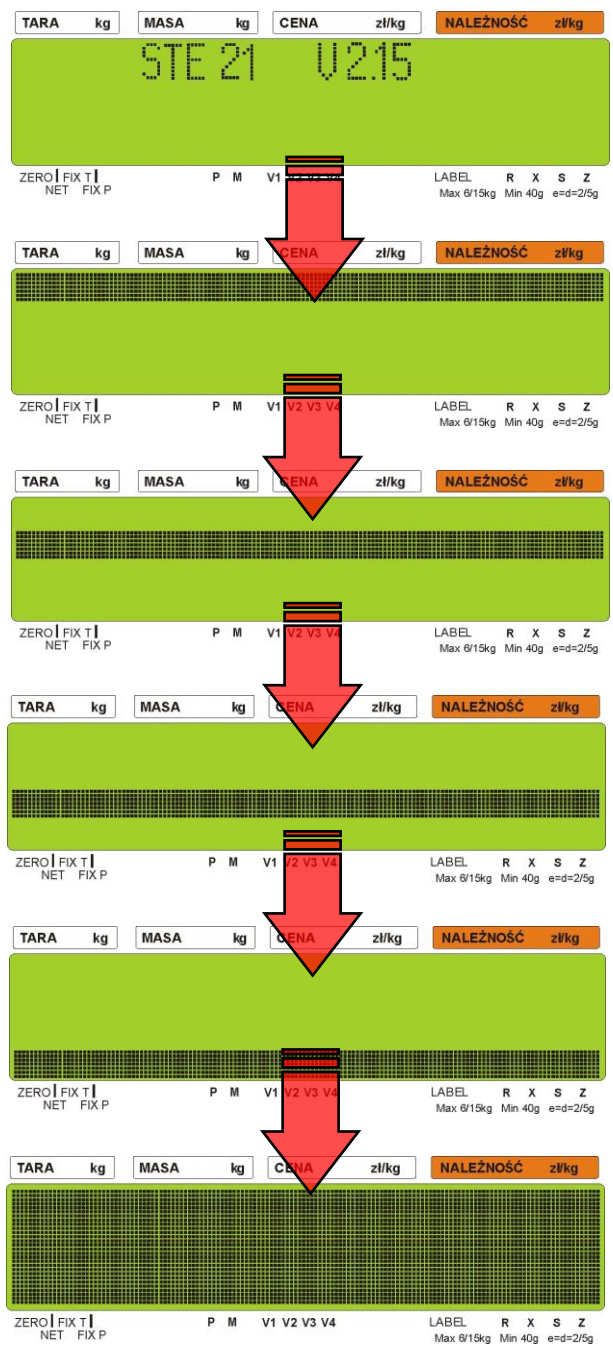 TARA kg MASA kg CENA zł/kg NALEŻNOŚĆ zł/kg
STE 21 V2.15
ZERO FIX T P M V1 V2 V3 V4 LABEL R X S Z
NET FIX P Max 6/15kg Min 40g e=d=2/5g
TARA kg MASA kg CENA zł/kg NALEŻNOŚĆ zł/kg
ZERO FIX T P M V1 V2 V3 V4 LABEL R X S Z
NET FIX P Max 6/15kg Min 40g e=d=2/5g
TARA kg MASA kg CENA zł/kg NALEŻNOŚĆ zł/kg
ZERO FIX T P M V1 V2 V3 V4 LABEL R X S Z
NET FIX P Max 6/15kg Min 40g e=d=2/5g
TARA kg MASA kg CENA zł/kg NALEŻNOŚĆ zł/kg
ZERO FIX T P M V1 V2 V3 V4 LABEL R X S Z
NET FIX P Max 6/15kg Min 40g e=d=2/5g
TARA kg MASA kg CENA zł/kg NALEŻNOŚĆ zł/kg
ZERO FIX T P M V1 V2 V3 V4 LABEL R X S Z
NET FIX P Max 6/15kg Min 40g e=d=2/5g
TARA kg MASA kg CENA zł/kg NALEŻNOŚĆ zł/kg
ZERO FIX T P M V1 V2 V3 V4 LABEL R X S Z
NET FIX P Max 6/15kg Min 40g e=d=2/5g